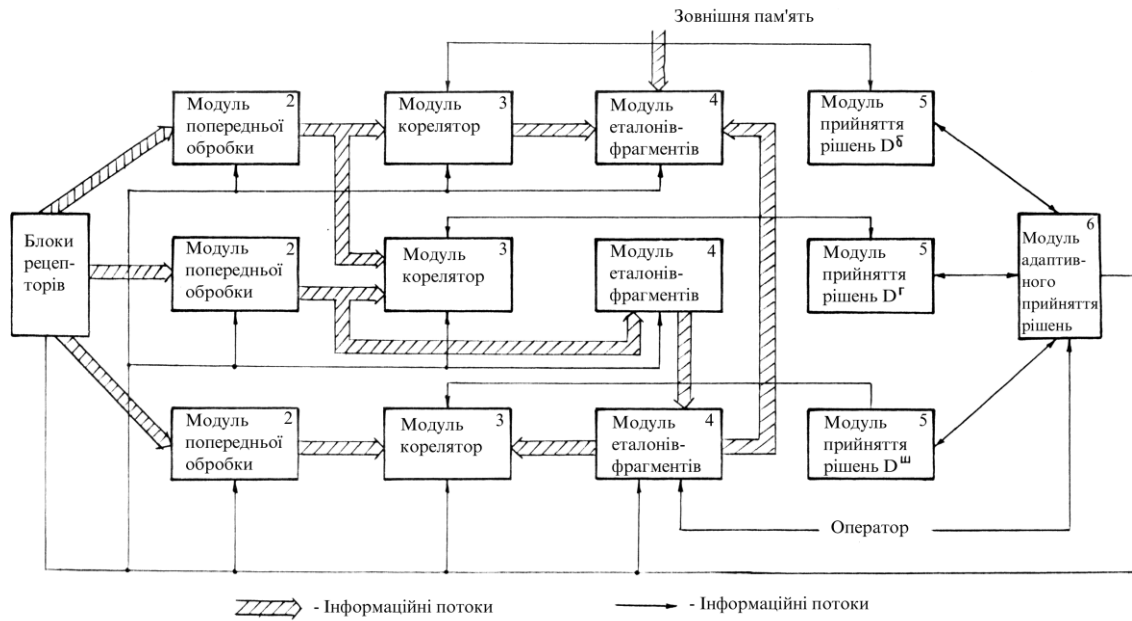 Зовнішня пам'ять
Модуль 2
попередньої
обробки
Модуль 3
корелятор
Модуль 4
еталонів-
фрагментів
Модуль 5
прийняття
рішень Dᵟ
Блоки
рецеп-
торів
Модуль 2
попередньої
обробки
Модуль 3
корелятор
Модуль 4
еталонів-
фрагментів
Модуль 5
прийняття
рішень Dг
6
Модуль
адаптив-
ного
прийняття
рішень
Модуль 2
попередньої
обробки
Модуль 3
корелятор
Модуль 4
еталонів-
фрагментів
Модуль 5
прийняття
рішень Dш
Оператор
- Інформаційні потоки
- Інформаційні потоки